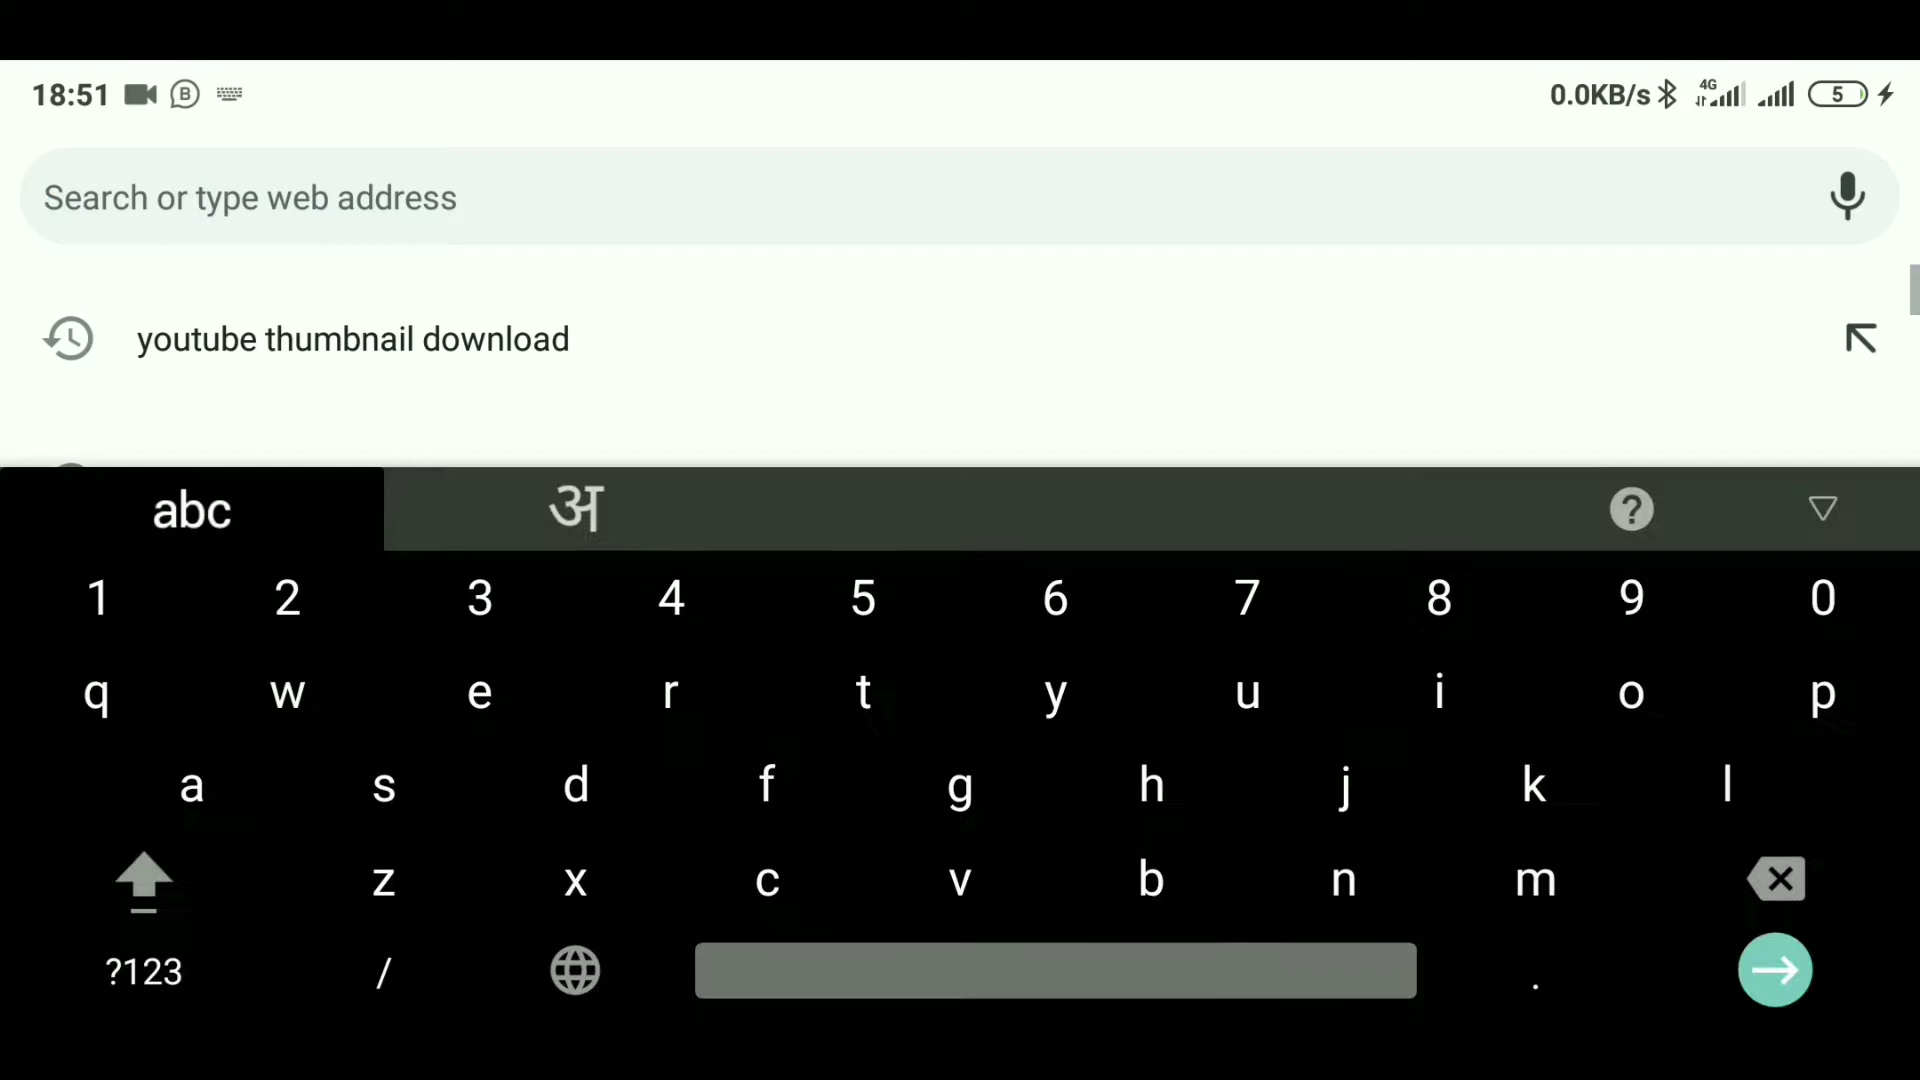 18:51 B 0.0KB/s 4G 5
Search or type web address
youtube thumbnail download
abc अ ?
1 2 3 4 5 6 7 8 9 0
q w e r t y u i o p
a s d f g h j k l
z x c v b n m
?123 / .